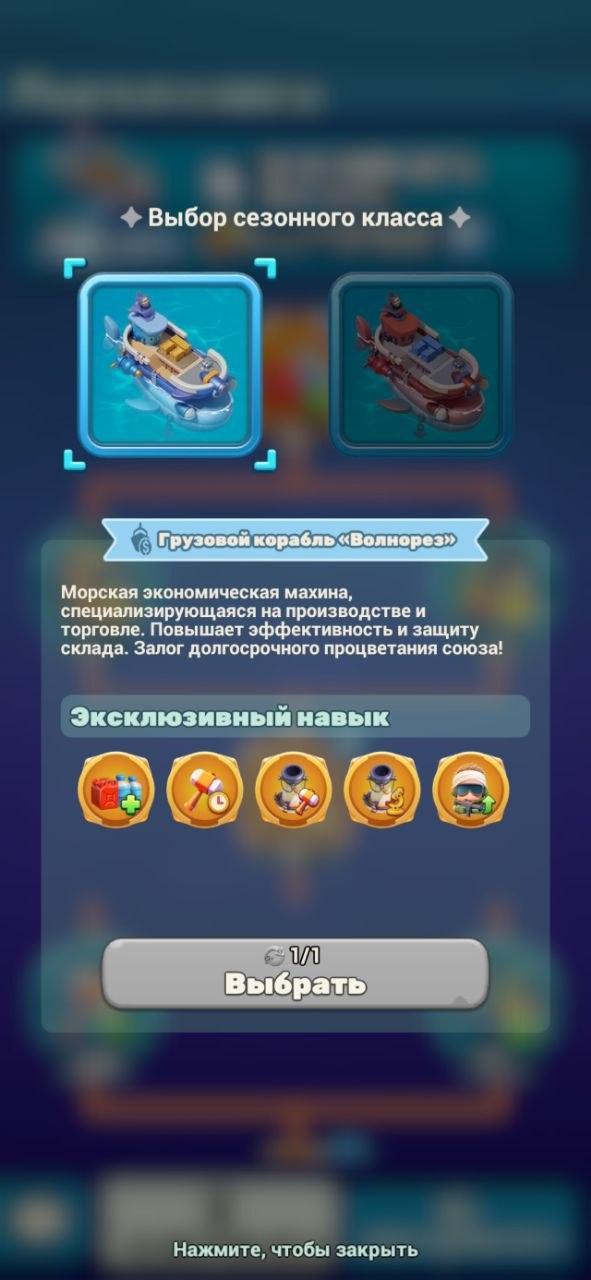 Выбор сезонного класса
Грузовой корабль «Волнорез»
Морская экономическая махина,
специализирующаяся на производстве и
торговле. Повышает эффективность и защиту
склада. Залог долгосрочного процветания союза!
Эксклюзивный навык
1/1
Выбрать
Нажмите, чтобы закрыть